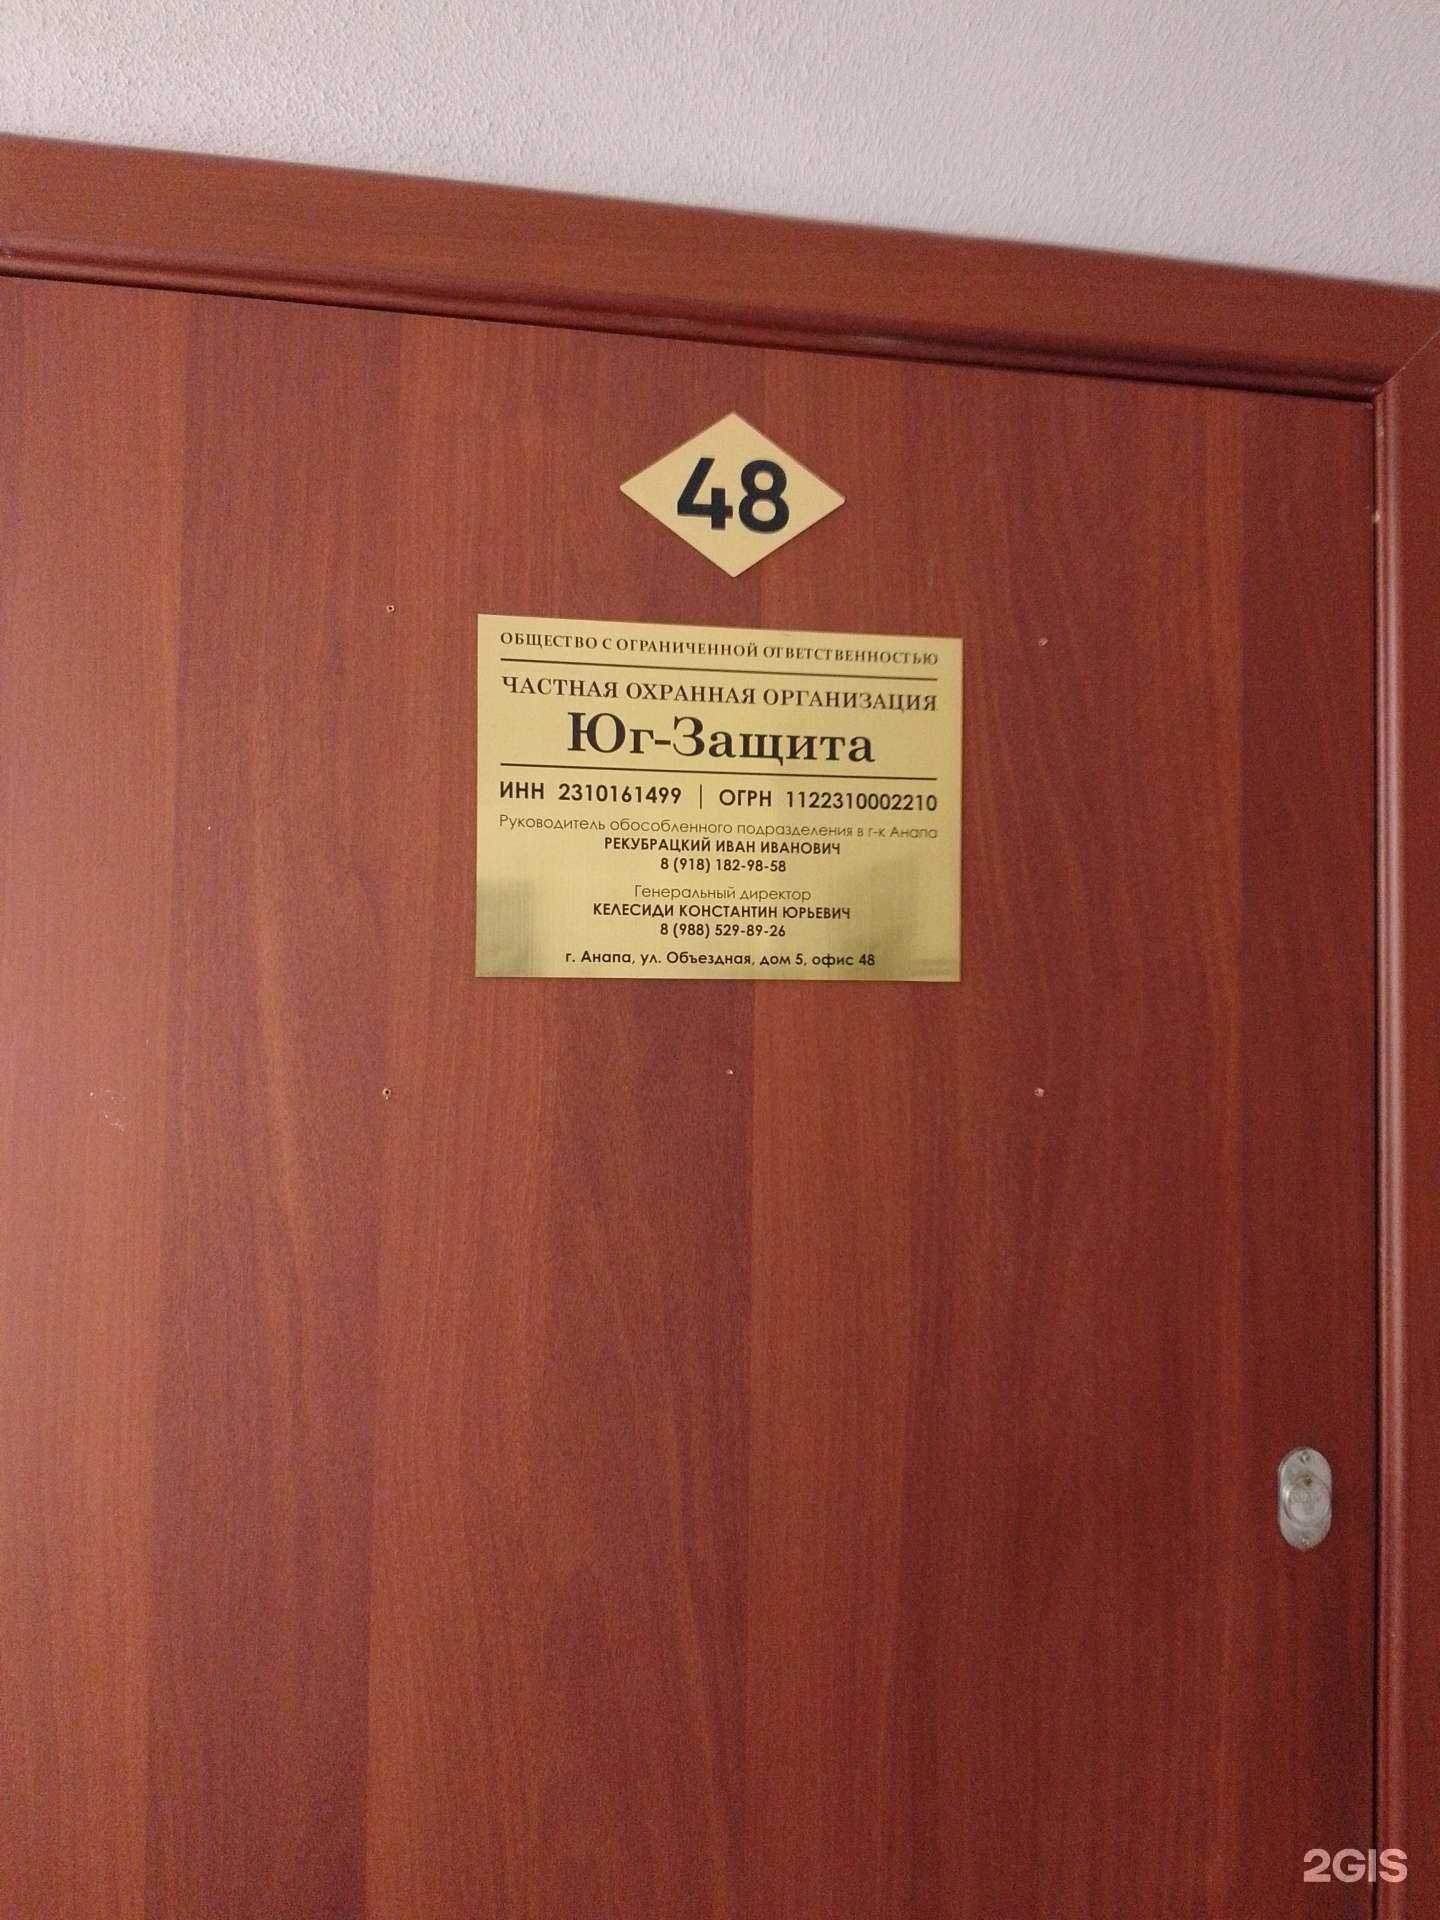 48
ОБЩЕСТВО С ОГРАНИЧЕННОЙ ОТВЕТСТВЕННОСТЬЮ
ЧАСТНАЯ ОХРАННАЯ ОРГАНИЗАЦИЯ
Юг-Защита
ИНН 2310161499 | ОГРН 1122310002210
Руководитель обособленного подразделения в г-к Анапа
РЕКУБРАЦКИЙ ИВАН ИВАНОВИЧ
8 (918) 182-98-58
Генеральный директор
КЕЛЕСИДИ КОНСТАНТИН ЮРЬЕВИЧ
8 (988) 529-89-26
г. Анапа, ул. Объездная, дом 5, офис 48
2GIS